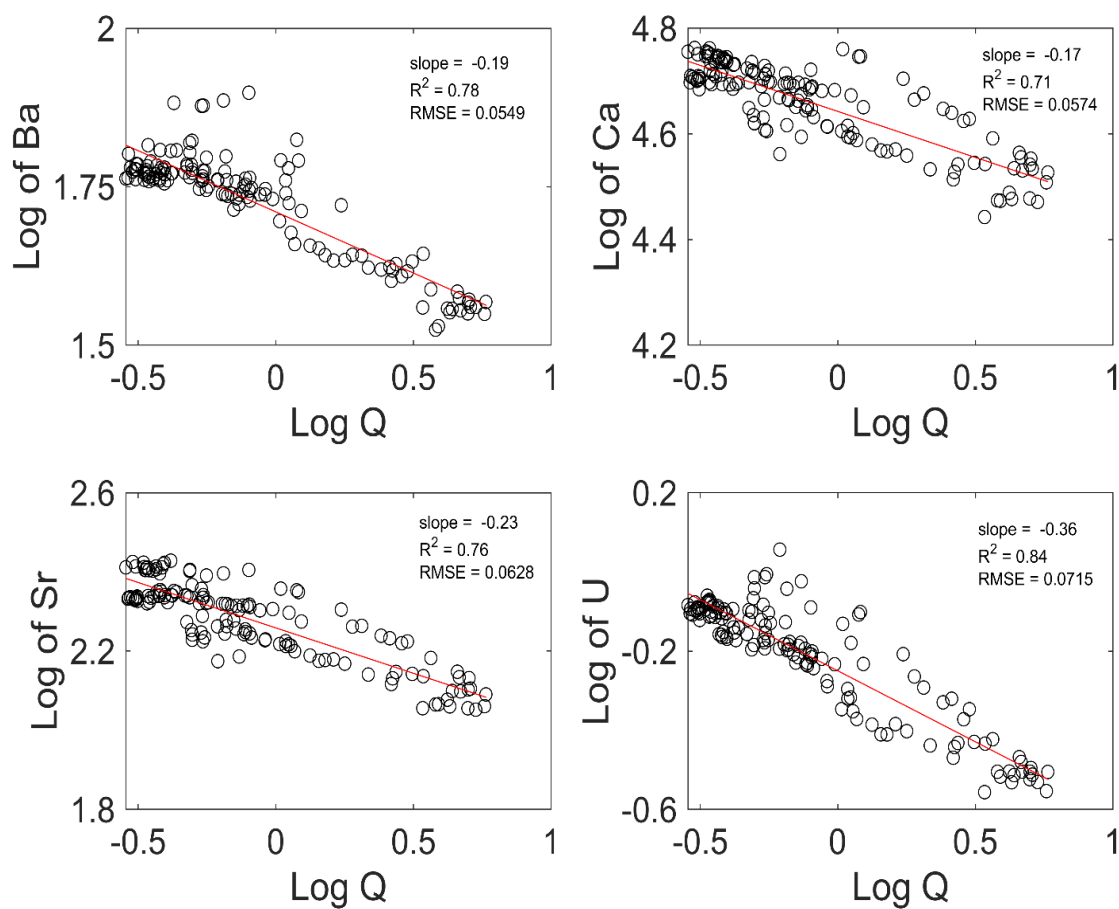 2
1.75
1.5
Log of Ba
slope = -0.19
R² = 0.78
RMSE = 0.0549
-0.5 0 0.5 1
Log Q
4.8
4.6
4.4
4.2
Log of Ca
slope = -0.17
R² = 0.71
RMSE = 0.0574
-0.5 0 0.5 1
Log Q
2.6
2.2
1.8
Log of Sr
slope = -0.23
R² = 0.76
RMSE = 0.0628
-0.5 0 0.5 1
Log Q
0.2
-0.2
-0.6
Log of U
slope = -0.36
R² = 0.84
RMSE = 0.0715
-0.5 0 0.5 1
Log Q